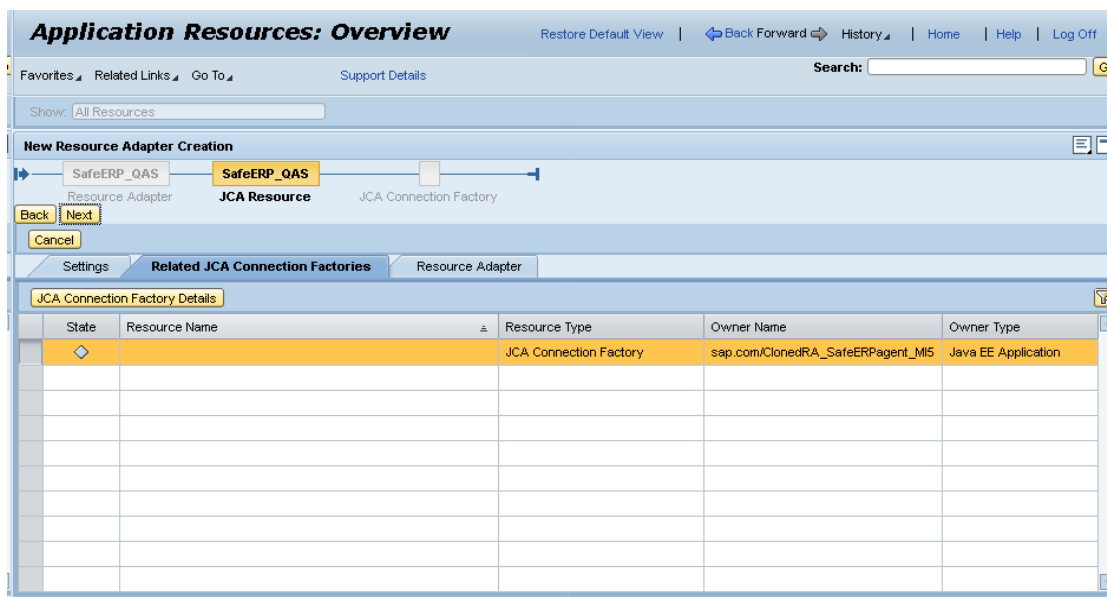 Application Resources: Overview
Restore Default View | Back Forward History | Home | Help | Log Off
Favorites Related Links Go To Support Details
Search:
Show: All Resources
New Resource Adapter Creation
SafeERP_QAS SafeERP_QAS
Resource Adapter JCA Resource JCA Connection Factory
Back Next
Cancel
Settings Related JCA Connection Factories Resource Adapter
JCA Connection Factory Details
State Resource Name Resource Type Owner Name Owner Type
JCA Connection Factory sap.com/ClonedRA_SafeERPagent_MI5 Java EE Application